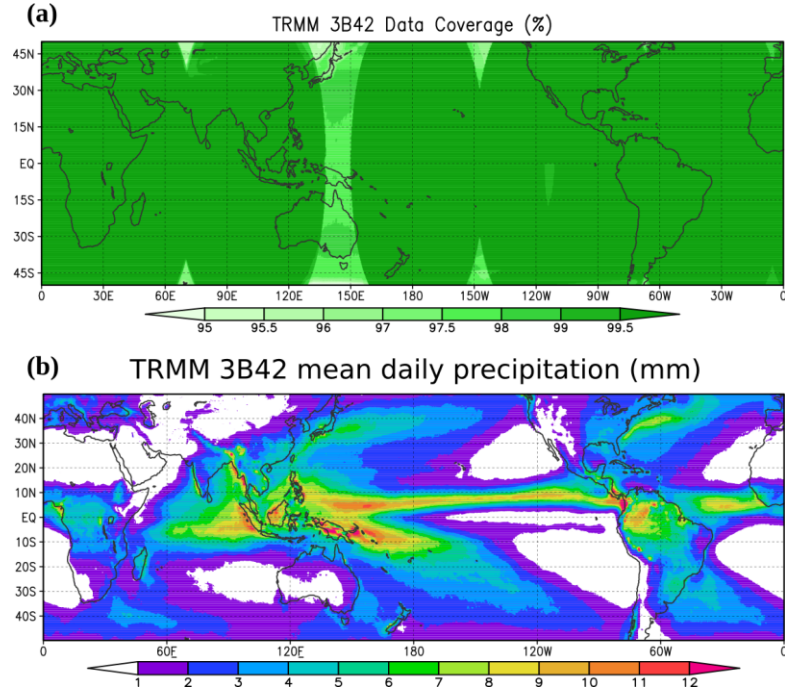 (a)
TRMM 3B42 Data Coverage (%)
45N
30N
15N
EQ
15S
30S
45S
0 30E 60E 90E 120E 150E 180 150W 120W 90W 60W 30W 0
95 95.5 96 97 97.5 98 99 99.5
(b)
TRMM 3B42 mean daily precipitation (mm)
40N
30N
20N
10N
EQ
10S
20S
30S
40S
0 60E 120E 180 120W 60W 0
1 2 3 4 5 6 7 8 9 10 11 12